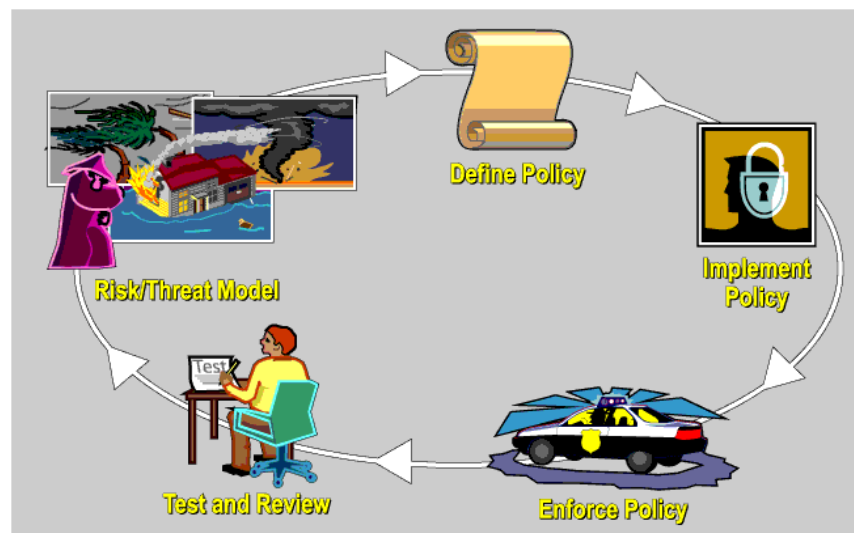 Define Policy
Implement
Policy
Risk/Threat Model
Test
Test and Review
Enforce Policy